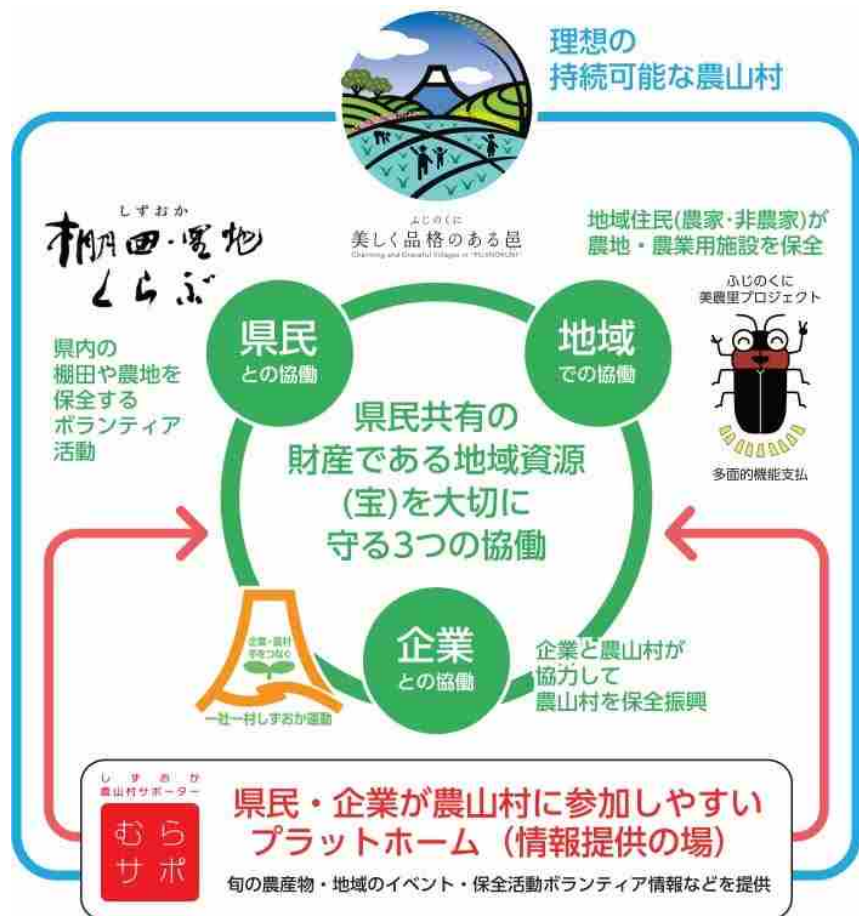 理想の
持続可能な農山村
ふじのくに
美しく品格のある邑
Charming and Graceful Villages in "FUJINOKUNI"
しずおか
棚田・里地
くらぶ
地域住民(農家・非農家)が
農地・農業用施設を保全
ふじのくに
美農里プロジェクト
多面的機能支払
県民
との協働
地域
での協働
県内の
棚田や農地を
保全する
ボランティア
活動
県民共有の
財産である地域資源
(宝)を大切に
守る3つの協働
企業・農村
手をつなぐ
一社一村しずおか運動
企業
との協働
企業と農山村が
協力して
農山村を保全振興
しずおか
農山村サポーター
むら
サポ
県民・企業が農山村に参加しやすい
プラットホーム（情報提供の場）
旬の農産物・地域のイベント・保全活動ボランティア情報などを提供